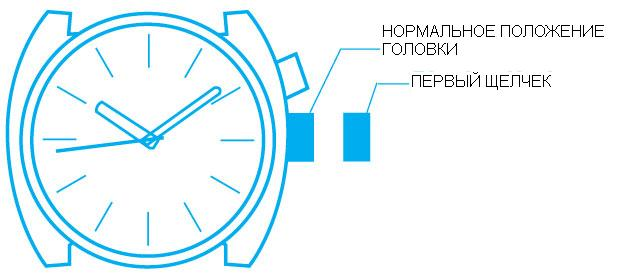 НОРМАЛЬНОЕ ПОЛОЖЕНИЕ
ГОЛОВКИ
ПЕРВЫЙ ЩЕЛЧЕК